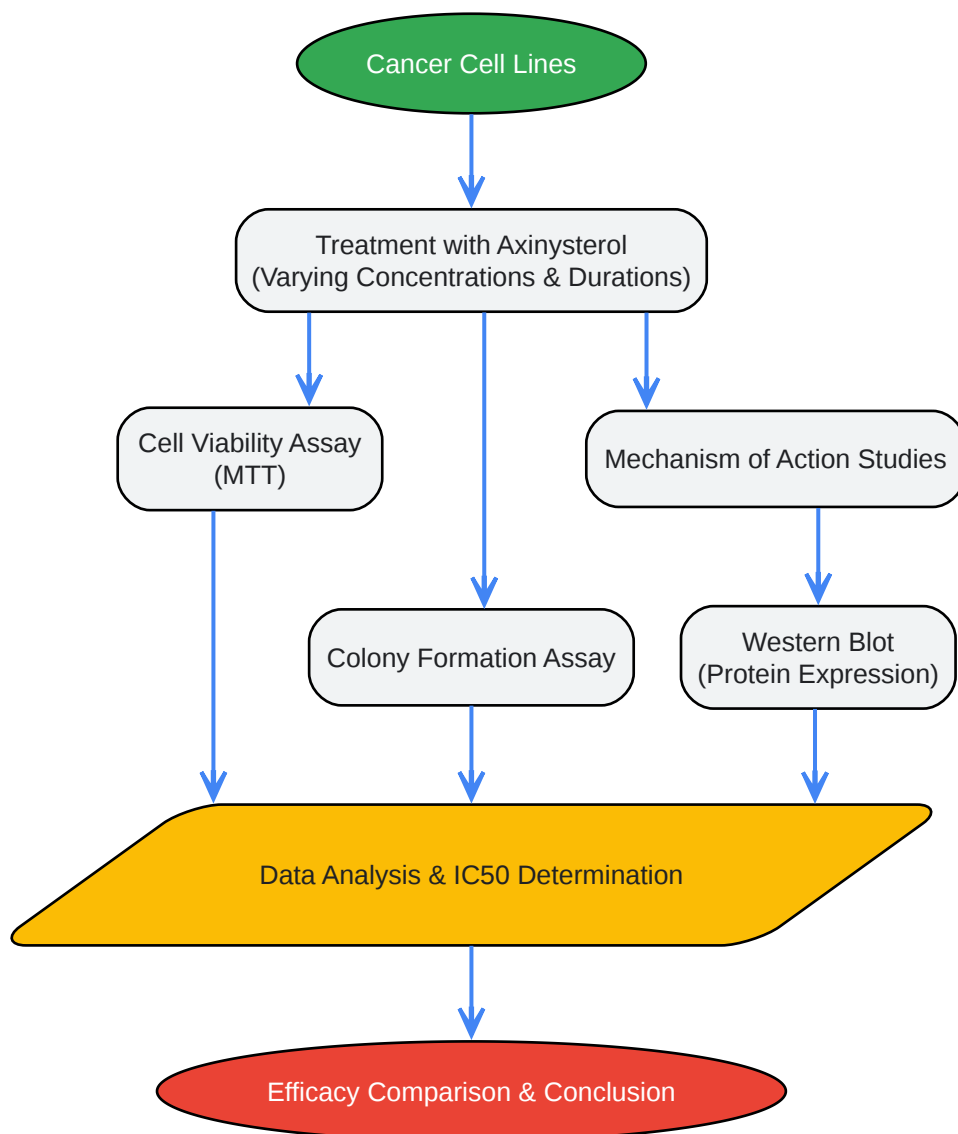 Cancer Cell Lines
Treatment with Axinysterol
(Varying Concentrations & Durations)
Cell Viability Assay
(MTT)
Mechanism of Action Studies
Colony Formation Assay
Western Blot
(Protein Expression)
Data Analysis & IC50 Determination
Efficacy Comparison & Conclusion